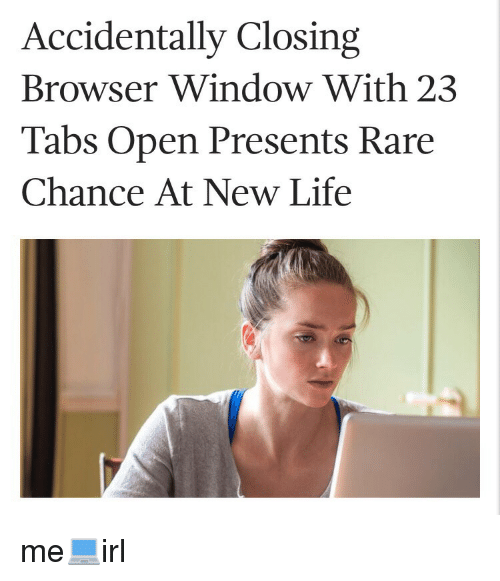 Accidentally Closing
Browser Window With 23
Tabs Open Presents Rare
Chance At New Life
me💻irl